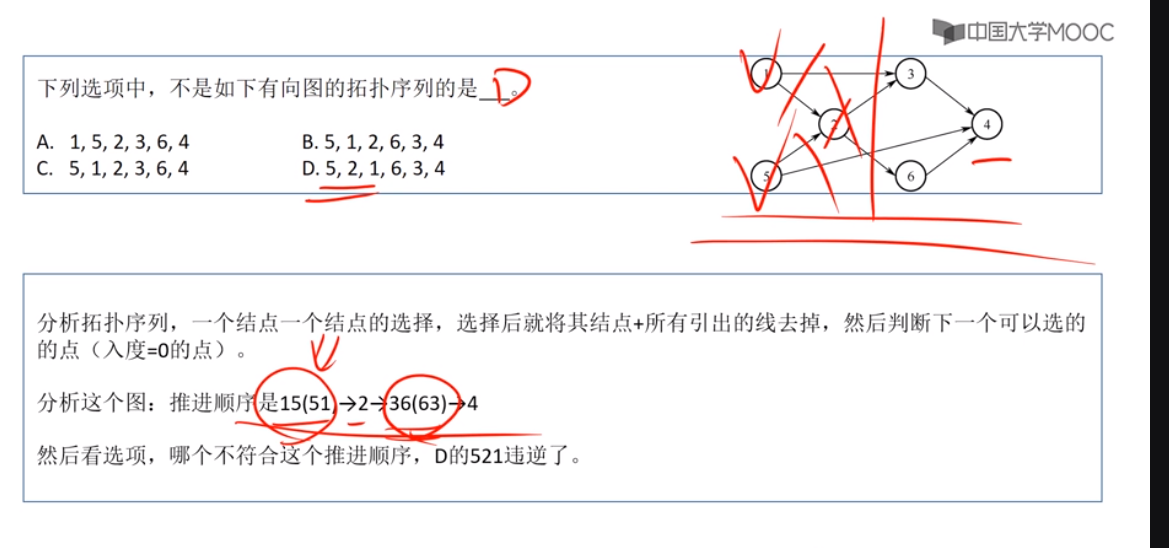 中国大学MOOC
下列选项中，不是如下有向图的拓扑序列的是__D。
A. 1, 5, 2, 3, 6, 4 B. 5, 1, 2, 6, 3, 4
C. 5, 1, 2, 3, 6, 4 D. 5, 2, 1, 6, 3, 4
1
3
2
4
5
6
分析拓扑序列，一个结点一个结点的选择，选择后就将其结点+所有引出的线去掉，然后判断下一个可以选的
的点（入度=0的点）。
分析这个图：推进顺序是15(51)→2→36(63)→4
然后看选项，哪个不符合这个推进顺序，D的521违逆了。